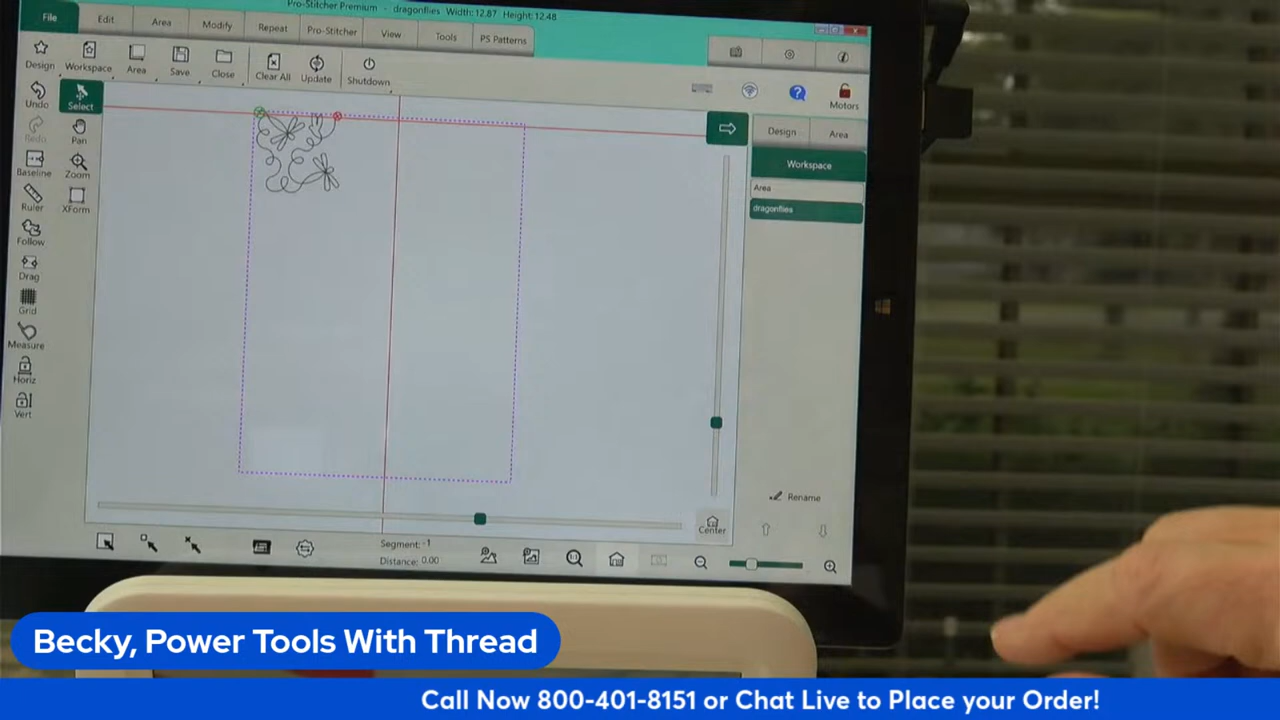 Pro-Stitcher Premium - dragonflies Width:12.87 Height:12.48
File Edit Area Modify Repeat Pro-Stitcher View Tools PS Patterns
Design Workspace Area Save Close Clear All Update Shutdown
Motors
Undo Select
Redo Pan
Baseline Zoom
Ruler XForm
Follow
Drag
Grid
Measure
Horiz
Vert
Design Area
Workspace
Area
dragonflies
Rename
Center
Segment: -1
Distance: 0.00
Becky, Power Tools With Thread
Call Now 800-401-8151 or Chat Live to Place your Order!